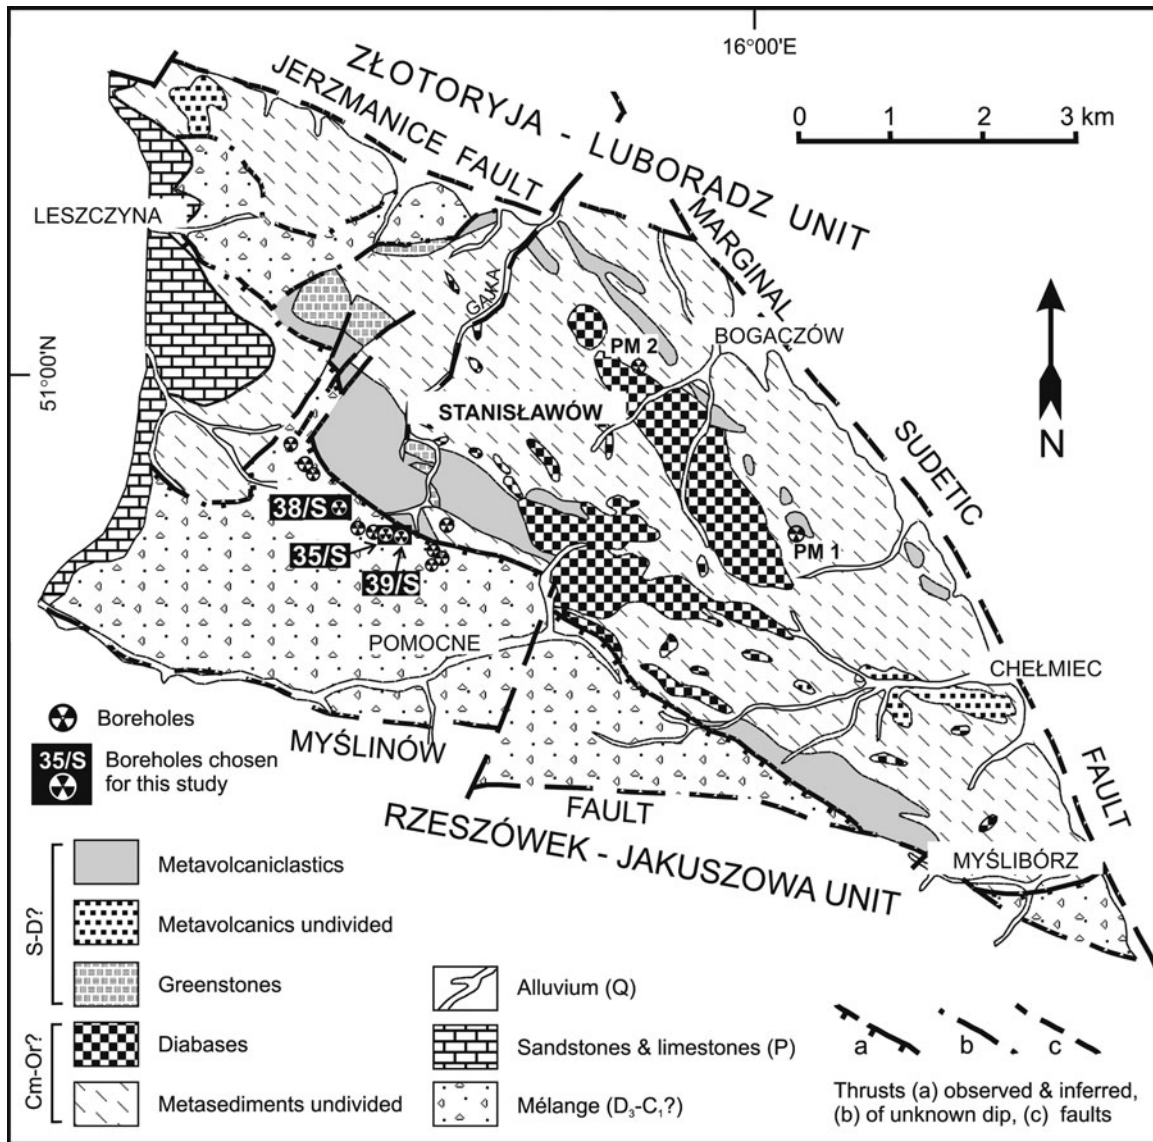 16°00'E
ZŁOTORYJA - LUBORADZ UNIT
JERZMANICE FAULT
0 1 2 3 km
MARGINAL
SUDETIC
FAULT
LESZCZYNA
GAŁKA
51°00'N
PM 2
BOGACZÓW
STANISŁAWÓW
N
38/S
35/S
39/S
PM 1
POMOCNE
CHEŁMIEC
MYŚLINÓW
FAULT
RZESZÓWEK - JAKUSZOWA UNIT
MYŚLIBÓRZ
Boreholes
35/S
Boreholes chosen
for this study
S-D?
Metavolcaniclastics
Metavolcanics undivided
Greenstones
Cm-Or?
Diabases
Metasediments undivided
Alluvium (Q)
Sandstones & limestones (P)
Mélange (D₃-C₁?)
a b c
Thrusts (a) observed & inferred,
(b) of unknown dip, (c) faults